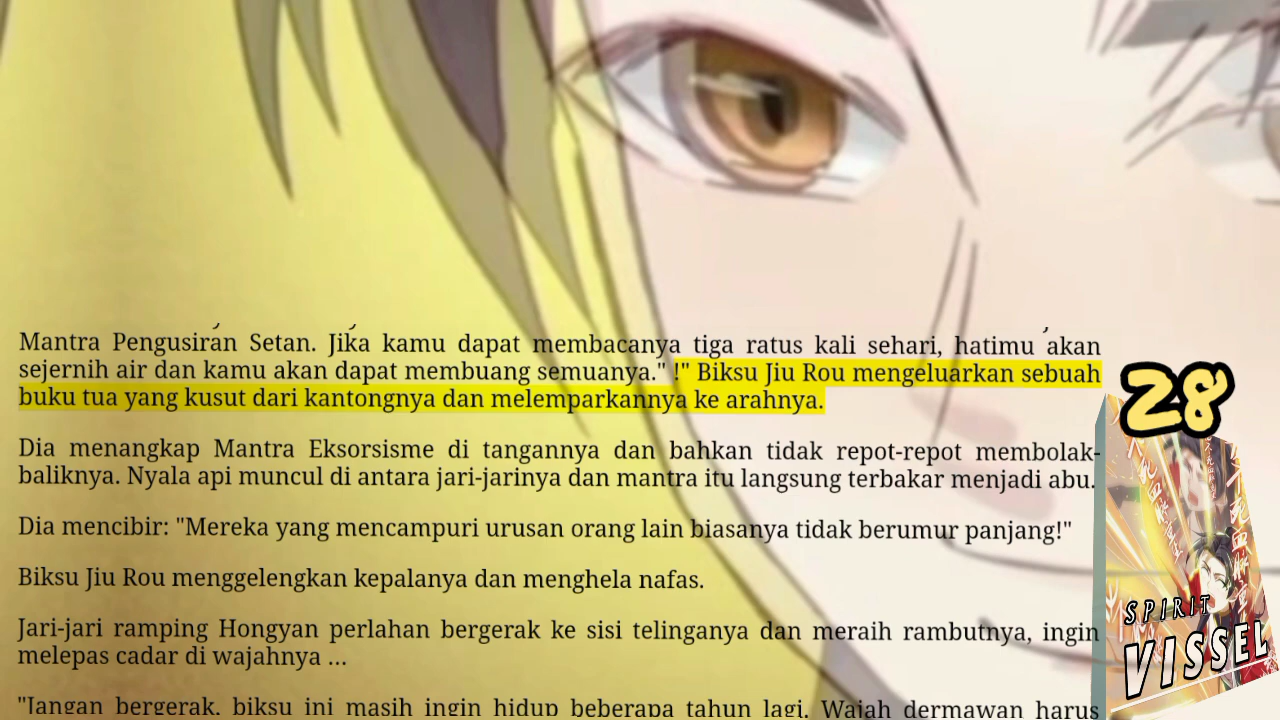 Mantra Pengusiran Setan. Jika kamu dapat membacanya tiga ratus kali sehari, hatimu akan
sejernih air dan kamu akan dapat membuang semuanya." !" Biksu Jiu Rou mengeluarkan sebuah
buku tua yang kusut dari kantongnya dan melemparkannya ke arahnya.
Dia menangkap Mantra Eksorsisme di tangannya dan bahkan tidak repot-repot membolak-
baliknya. Nyala api muncul di antara jari-jarinya dan mantra itu langsung terbakar menjadi abu.
Dia mencibir: "Mereka yang mencampuri urusan orang lain biasanya tidak berumur panjang!"
Biksu Jiu Rou menggelengkan kepalanya dan menghela nafas.
Jari-jari ramping Hongyan perlahan bergerak ke sisi telinganya dan meraih rambutnya, ingin
melepas cadar di wajahnya ...
"Jangan bergerak, biksu ini masih ingin hidup beberapa tahun lagi. Wajah dermawan harus
28
SPIRIT
VISSEL